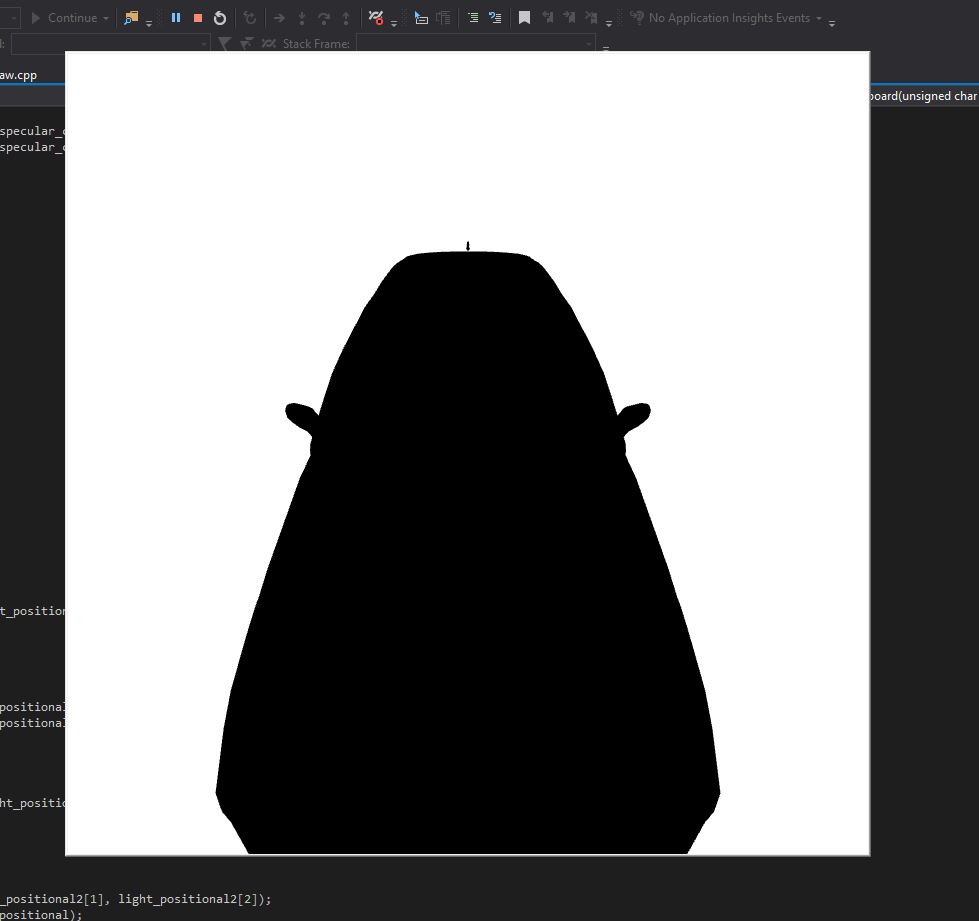 Continue
No Application Insights Events
Stack Frame:
aw.cpp
board(unsigned char
specular_
specular_
t_position
positional
positional
ht_positio
_positional2[1], light_positional2[2]);
positional);